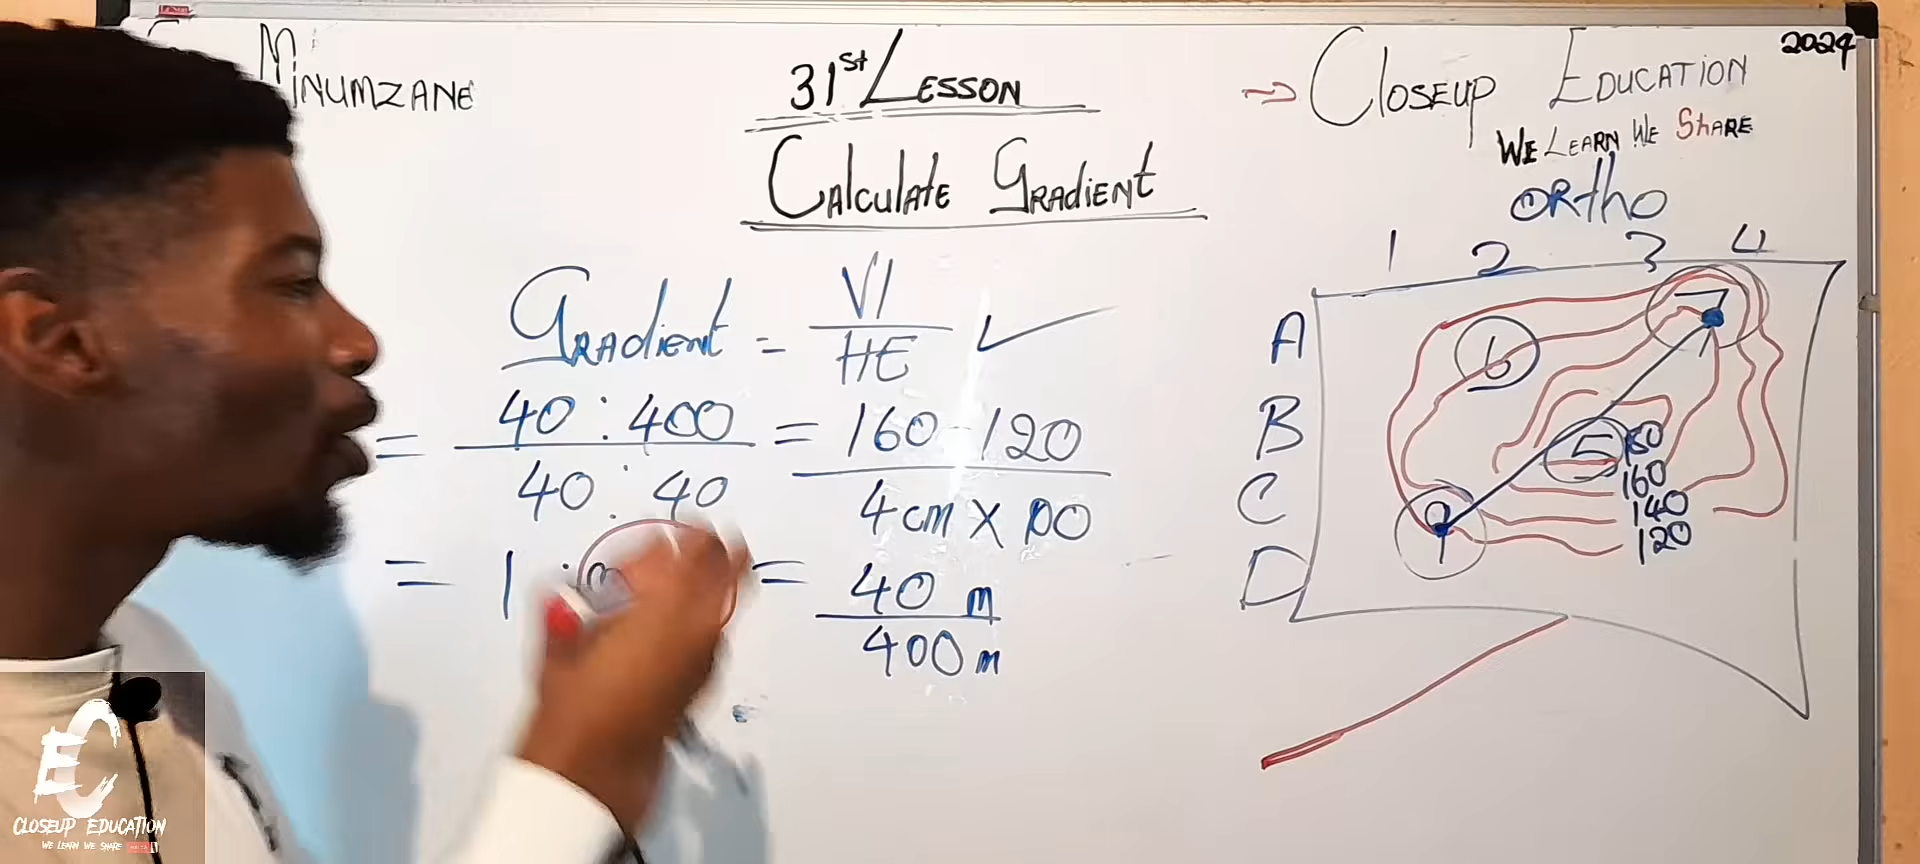 MINUMZANE
31st LESSON
CALCULATE GRADIENT
→ CLOSEUP EDUCATION
2024
WE LEARN WE SHARE
ORTHO
GRADIENT = VI / HE ✓
= 40 : 400 / 40 : 40 = 160 - 120 / 4cm X 100
= 1 : = 40 m / 400 m
1 2 3 4
A
B
C
D
6
7
5
9
180
160
140
120
EC
CLOSEUP EDUCATION
WE LEARN WE SHARE